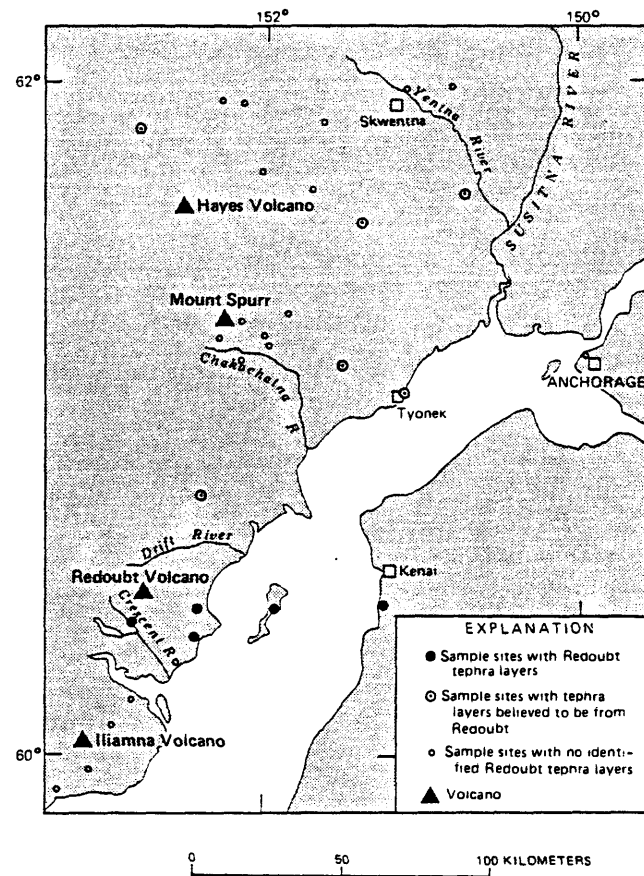 152°
150°
62°
Skwentna
Yentna
River
SUSITNA RIVER
Hayes Volcano
Mount Spurr
Chakachatna R
ANCHORAGE
Tyonek
Drift River
Redoubt Volcano
Kenai
Crescent R
60°
Iliamna Volcano
EXPLANATION
Sample sites with Redoubt
tephra layers
Sample sites with tephra
layers believed to be from
Redoubt
Sample sites with no identi-
fied Redoubt tephra layers
Volcano
0 50 100 KILOMETERS